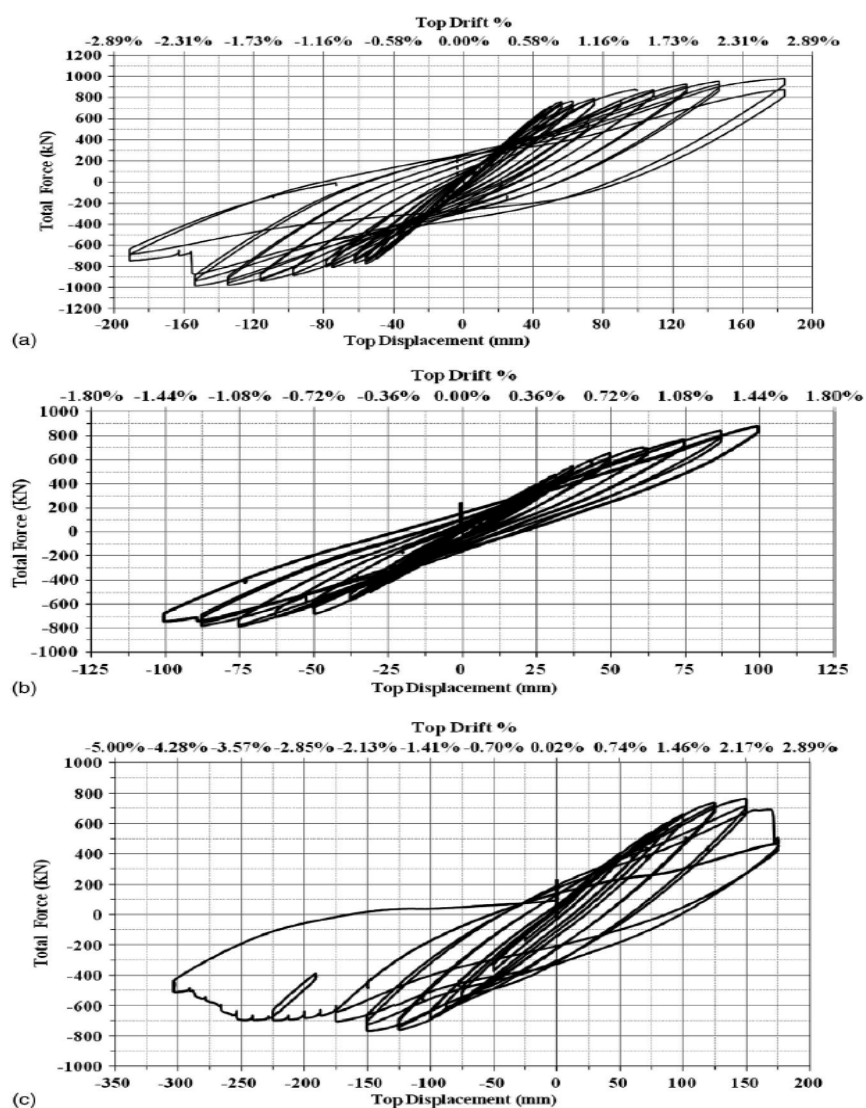 Top Drift %
-2.89% -2.31% -1.73% -1.16% -0.58% 0.00% 0.58% 1.16% 1.73% 2.31% 2.89%
1200
1000
800
600
400
200
0
-200
-400
-600
-800
-1000
1200
Total Force (kN)
-200 -160 -120 -80 -40 0 40 80 120 160 200
(a)
Top Displacement (mm)
Top Drift %
-1.80% -1.44% -1.08% -0.72% -0.36% 0.00% 0.36% 0.72% 1.08% 1.44% 1.80%
1000
800
600
400
200
0
-200
-400
-600
-800
-1000
Total Force (KN)
-125 -100 -75 -50 -25 0 25 50 75 100 125
(b)
Top Displacement (mm)
Top Drift %
-5.00% -4.28% -3.57% -2.85% -2.13% -1.41% -0.70% 0.02% 0.74% 1.46% 2.17% 2.89%
1000
800
600
400
200
0
-200
-400
-600
-800
-1000
Total Force (KN)
350 -300 -250 -200 -150 -100 -50 0 50 100 150 200
(c)
Top Displacement (mm)